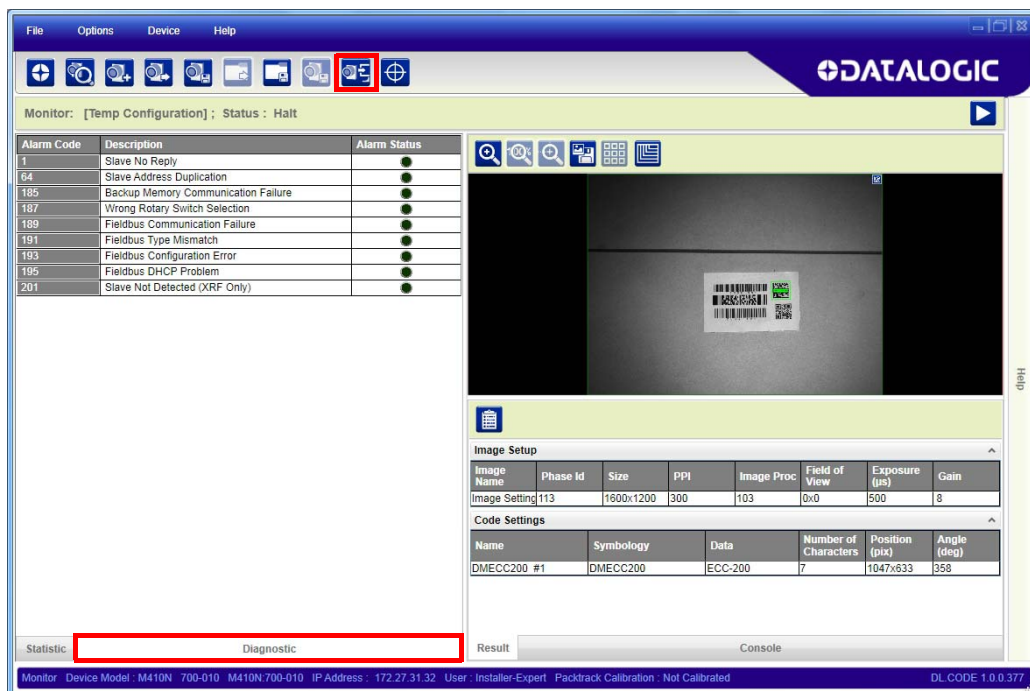 File Options Device Help
DATALOGIC
Monitor: [Temp Configuration] ; Status : Halt
Alarm Code Description Alarm Status
1 Slave No Reply
64 Slave Address Duplication
185 Backup Memory Communication Failure
187 Wrong Rotary Switch Selection
189 Fieldbus Communication Failure
191 Fieldbus Type Mismatch
193 Fieldbus Configuration Error
195 Fieldbus DHCP Problem
201 Slave Not Detected (XRF Only)
100%
Help
Image Setup
Image Name Phase Id Size PPI Image Proc Field of View Exposure (µs) Gain
Image Setting 113 1600x1200 300 103 0x0 500 8
Code Settings
Name Symbology Data Number of Characters Position (pix) Angle (deg)
DMECC200 #1 DMECC200 ECC-200 7 1047x633 358
Statistic Diagnostic Result Console
Monitor Device Model : M410N 700-010 M410N:700-010 IP Address : 172.27.31.32 User : Installer-Expert Packtrack Calibration : Not Calibrated DL.CODE 1.0.0.377